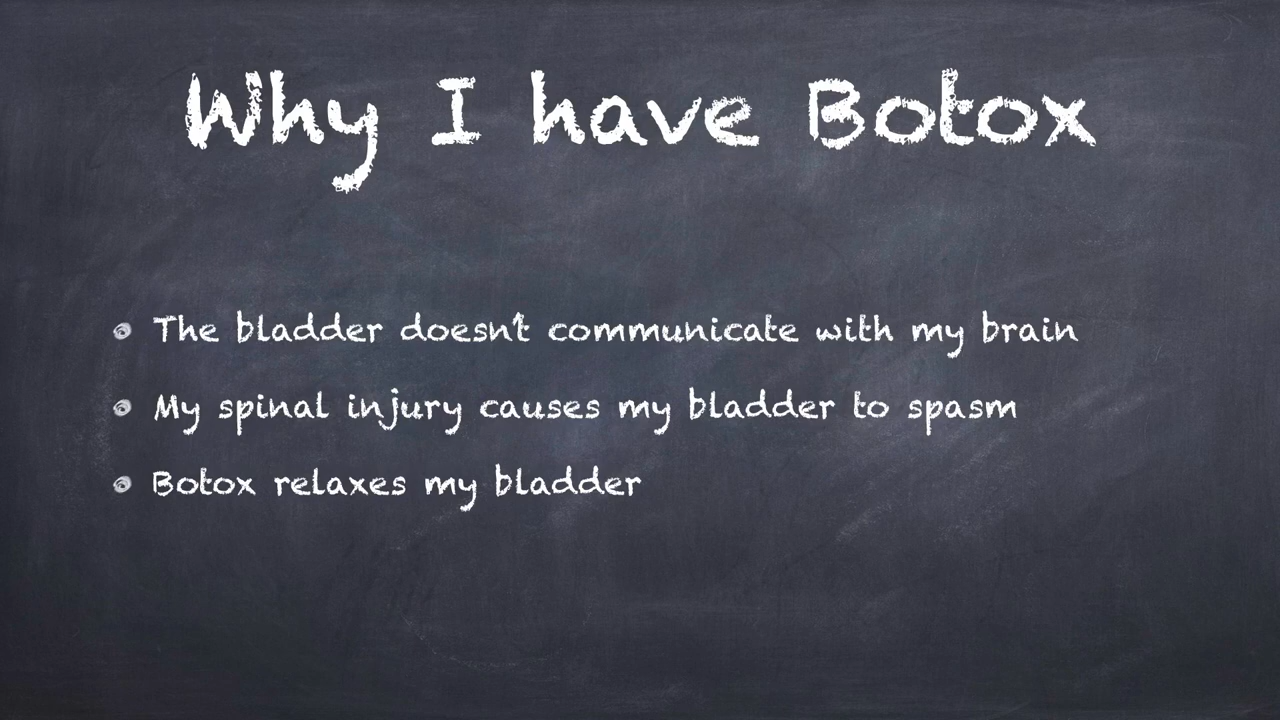 Why I have Botox
The bladder doesn't communicate with my brain
My spinal injury causes my bladder to spasm
Botox relaxes my bladder